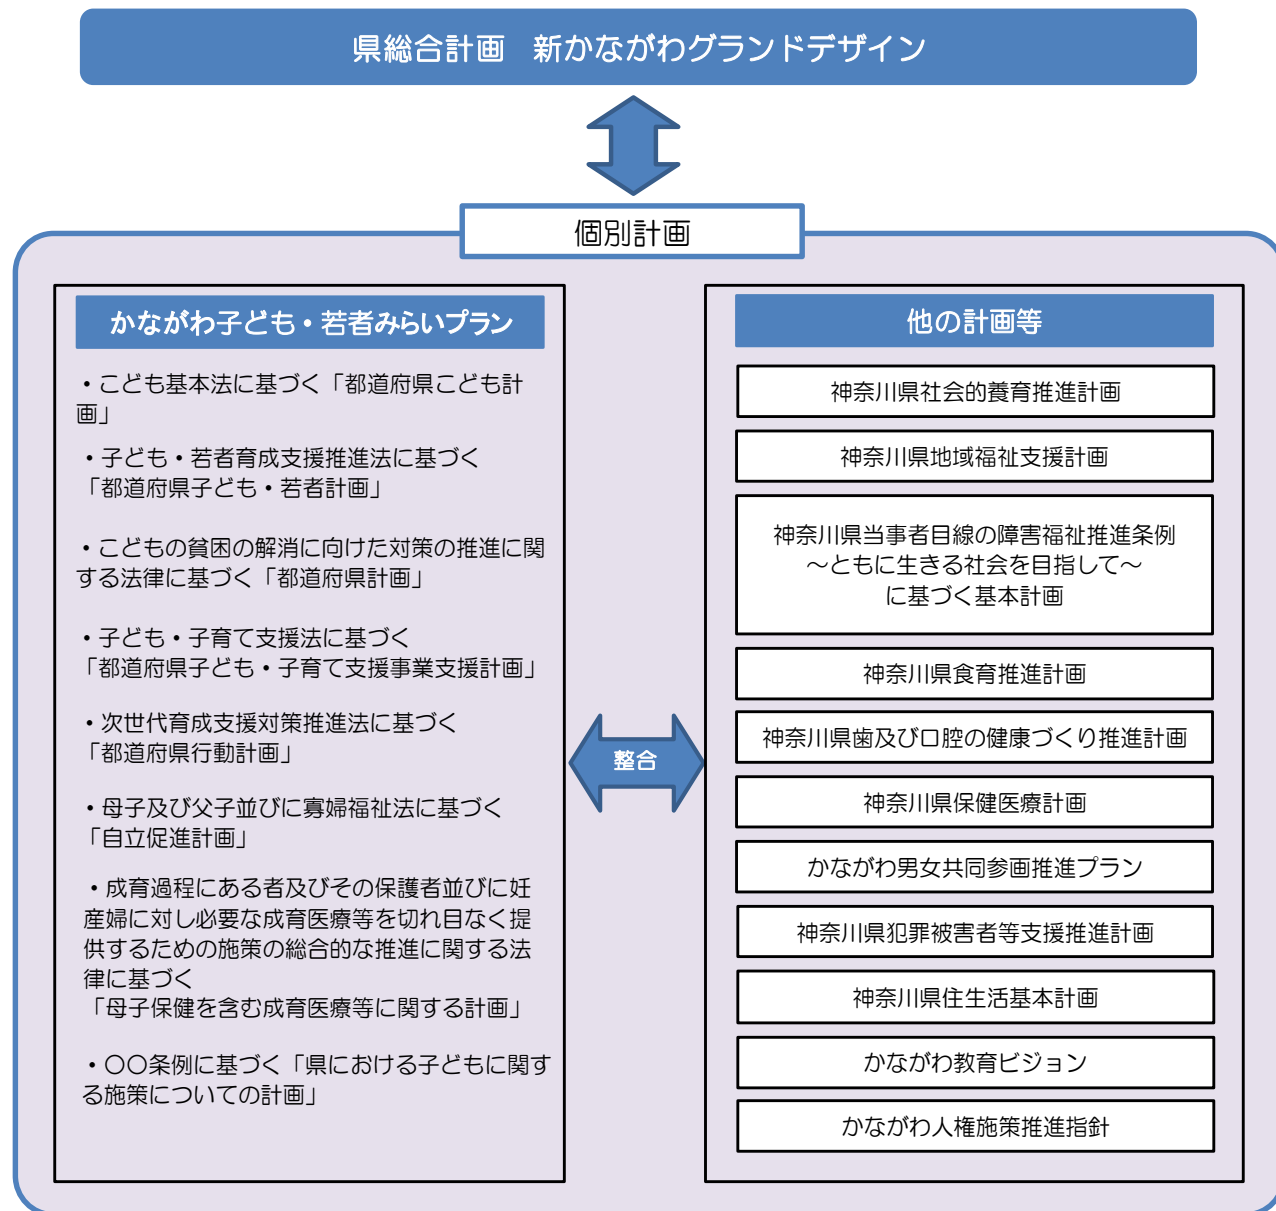 県総合計画　新かながわグランドデザイン
個別計画
かながわ子ども・若者みらいプラン
・こども基本法に基づく「都道府県こども計
画」
・子ども・若者育成支援推進法に基づく
「都道府県子ども・若者計画」
・こどもの貧困の解消に向けた対策の推進に関
する法律に基づく「都道府県計画」
・子ども・子育て支援法に基づく
「都道府県子ども・子育て支援事業支援計画」
・次世代育成支援対策推進法に基づく
「都道府県行動計画」
・母子及び父子並びに寡婦福祉法に基づく
「自立促進計画」
・成育過程にある者及びその保護者並びに妊
産婦に対し必要な成育医療等を切れ目なく提
供するための施策の総合的な推進に関する法
律に基づく
「母子保健を含む成育医療等に関する計画」
・〇〇条例に基づく「県における子どもに関す
る施策についての計画」
整合
他の計画等
神奈川県社会的養育推進計画
神奈川県地域福祉支援計画
神奈川県当事者目線の障害福祉推進条例
～ともに生きる社会を目指して～
に基づく基本計画
神奈川県食育推進計画
神奈川県歯及び口腔の健康づくり推進計画
神奈川県保健医療計画
かながわ男女共同参画推進プラン
神奈川県犯罪被害者等支援推進計画
神奈川県住生活基本計画
かながわ教育ビジョン
かながわ人権施策推進指針